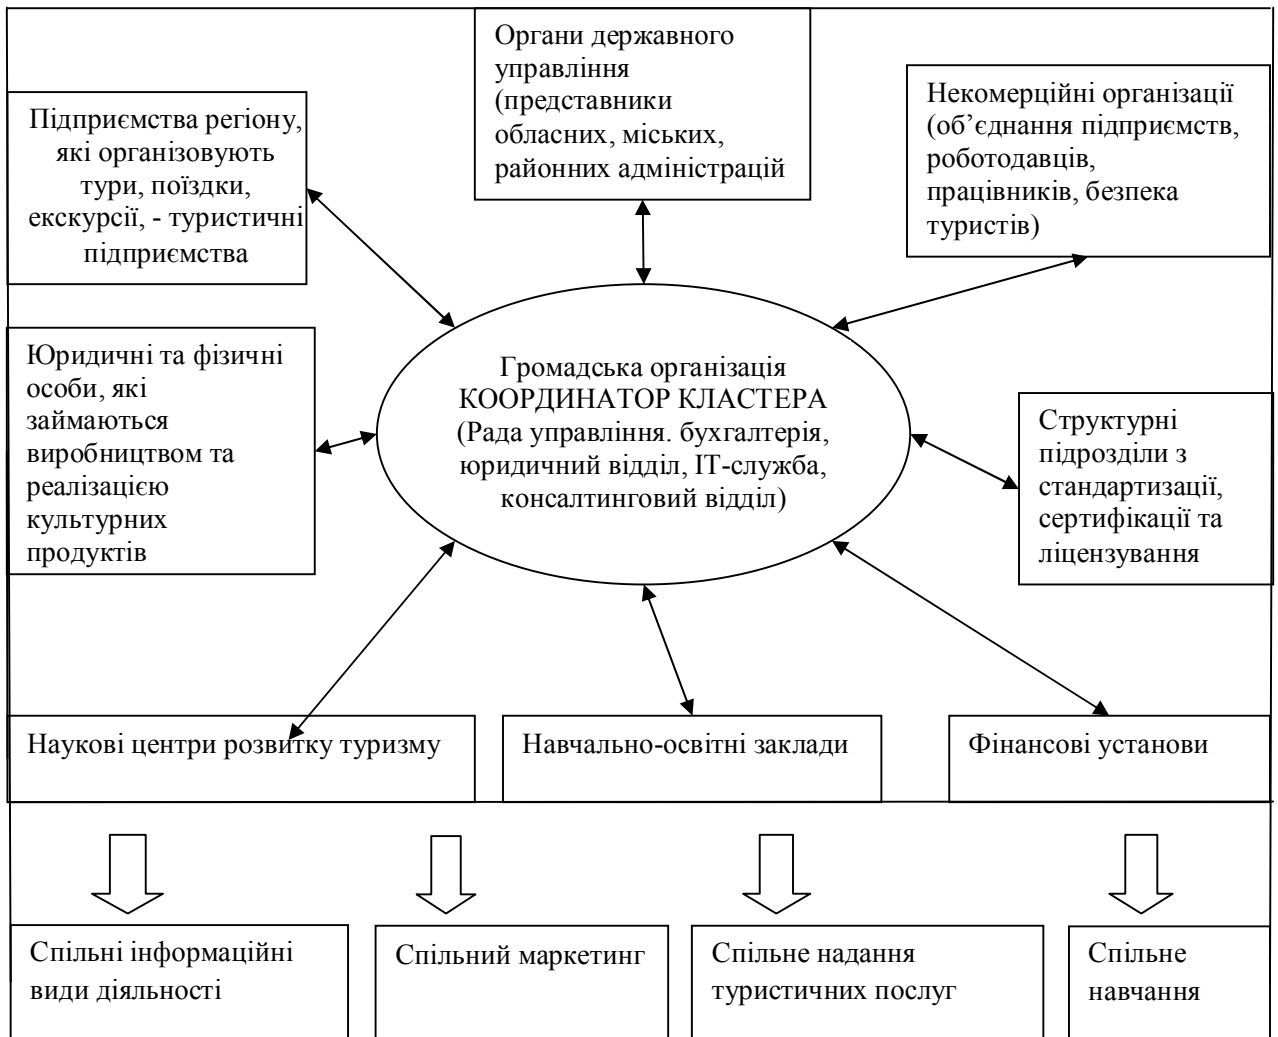 Органи державного
управління
(представники
обласних, міських,
районних адміністрацій
Некомерційні організації
(об’єднання підприємств,
роботодавців,
працівників, безпека
туристів)
Підприємства регіону,
які організовують
тури, поїздки,
екскурсії, - туристичні
підприємства
Юридичні та фізичні
особи, які
займаються
виробництвом та
реалізацією
культурних
продуктів
Громадська організація
КООРДИНАТОР КЛАСТЕРА
(Рада управління. бухгалтерія,
юридичний відділ, ІТ-служба,
консалтинговий відділ)
Структурні
підрозділи з
стандартизації,
сертифікації та
ліцензування
Наукові центри розвитку туризму
Навчально-освітні заклади
Фінансові установи
Спільні інформаційні
види діяльності
Спільний маркетинг
Спільне надання
туристичних послуг
Спільне
навчання